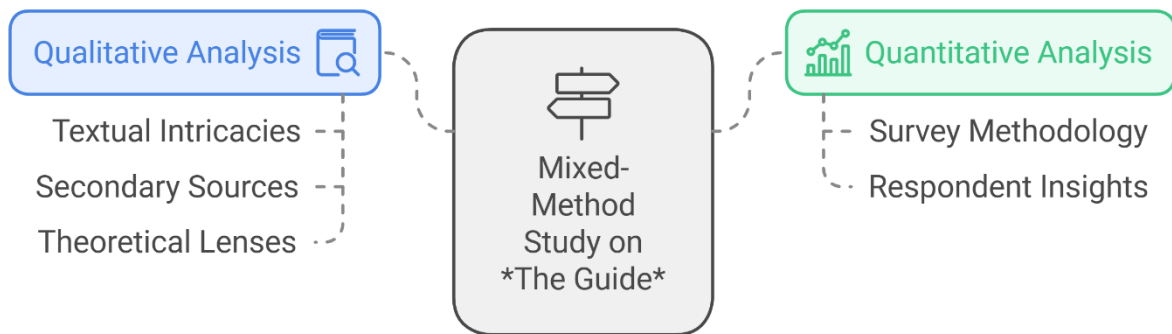 Qualitative Analysis
Textual Intricacies
Secondary Sources
Theoretical Lenses
Mixed-
Method
Study on
*The Guide*
Quantitative Analysis
Survey Methodology
Respondent Insights